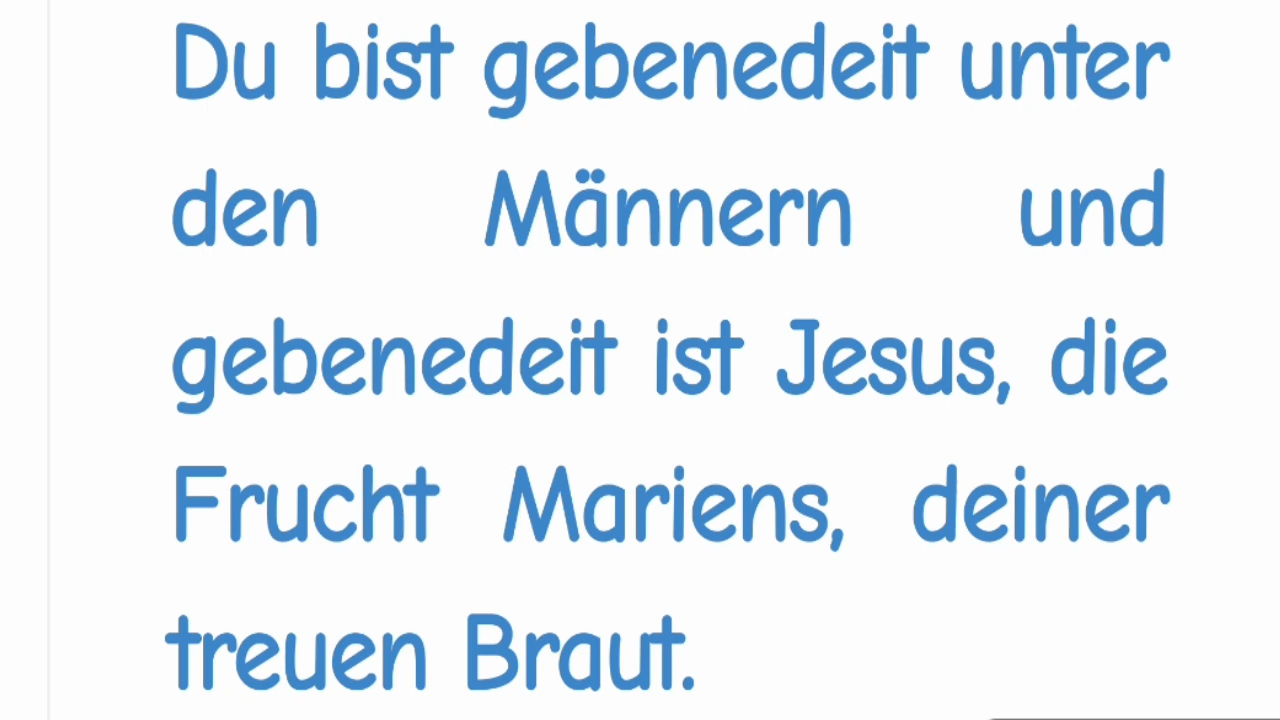 Du bist gebenedeit unter
den Männern und
gebenedeit ist Jesus, die
Frucht Mariens, deiner
treuen Braut.